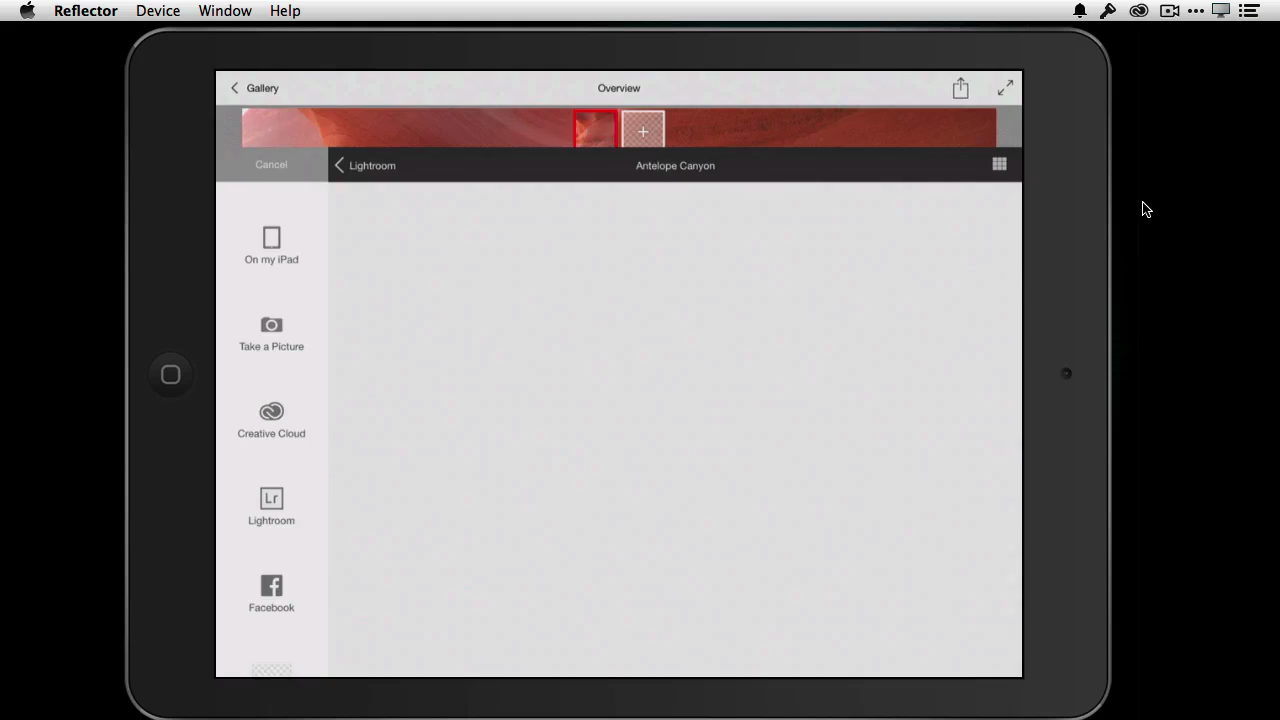 Reflector Device Window Help
Gallery Overview
Cancel Lightroom Antelope Canyon
On my iPad
Take a Picture
Creative Cloud
Lr
Lightroom
Facebook